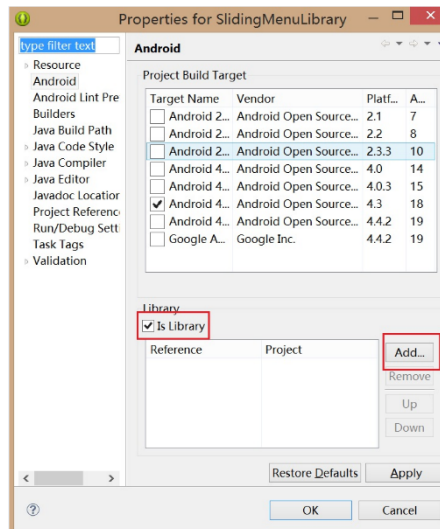 Properties for SlidingMenuLibrary
type filter text
Resource
Android
Android Lint Pre
Builders
Java Build Path
Java Code Style
Java Compiler
Java Editor
Javadoc Location
Project Reference
Run/Debug Sett
Task Tags
Validation
Android
Project Build Target
Target Name Vendor Platf... A...
Android 2... Android Open Source... 2.1 7
Android 2... Android Open Source... 2.2 8
Android 2... Android Open Source... 2.3.3 10
Android 4... Android Open Source... 4.0 14
Android 4... Android Open Source... 4.0.3 15
Android 4... Android Open Source... 4.3 18
Android 4... Android Open Source... 4.4.2 19
Google A... Google Inc. 4.4.2 19
Library
Is Library
Reference Project
Add...
Remove
Up
Down
Restore Defaults Apply
OK Cancel